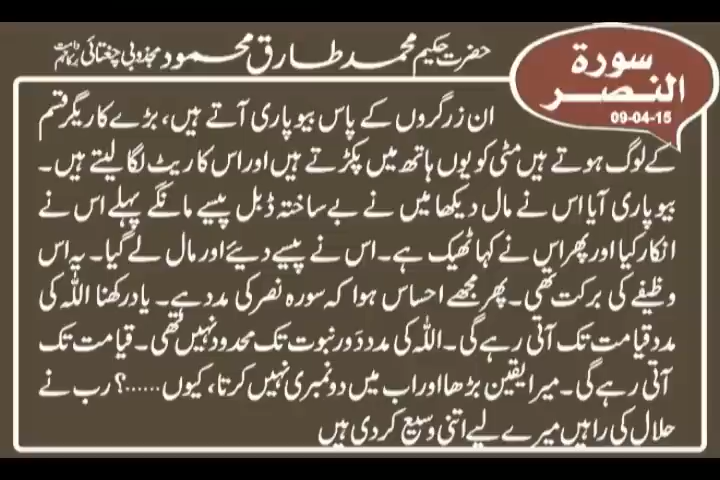 سورۃ
النصر
09-04-15
حضرت حکیم محمد طارق محمود مجذوبی چغتائی
ان زرگروں کے پاس بیوپاری آتے ہیں، بڑے کاریگر قسم
کے لوگ ہوتے ہیں مٹی کو یوں ہاتھ میں پکڑتے ہیں اور اس کا ریٹ لگا لیتے ہیں۔
بیوپاری آیا اس نے مال دیکھا میں نے بے ساختہ ڈبل پیسے مانگے پہلے اس نے
انکار کیا اور پھر اس نے کہا ٹھیک ہے۔ اس نے پیسے دیئے اور مال لے گیا۔ یہ اس
وظیفے کی برکت تھی۔ پھر مجھے احساس ہوا کہ سورہ نصر کی مدد ہے۔ یاد رکھنا اللہ کی
مدد قیامت تک آتی رہے گی۔ اللہ کی مدد دَور نبوت تک محدود نہیں تھی۔ قیامت تک
آتی رہے گی۔ میرا یقین بڑھا اور اب میں دو نمبری نہیں کرتا، کیوں......؟ رب نے
حلال کی راہیں میرے لیے اتنی وسیع کر دی ہیں